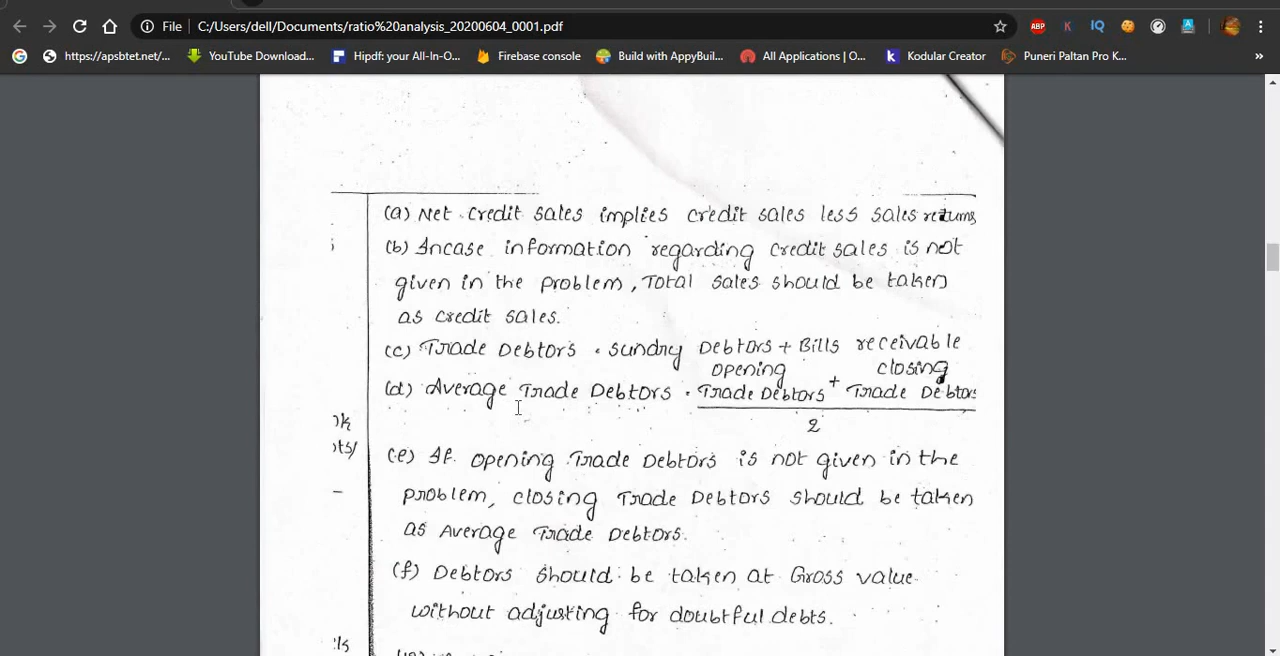 File C:/Users/dell/Documents/ratio%20analysis_20200604_0001.pdf ABP K IQ
https://apsbtet.net/... YouTube Download... Hipdf: your All-In-O... Firebase console Build with AppyBuil... All Applications | O... k Kodular Creator Puneri Paltan Pro K... »
(a) Net credit sales implies credit sales less sales returns
(b) Incase information regarding credit sales is not
given in the problem, Total sales should be taken
as credit sales.
(c) Trade Debtors = Sundry Debtors + Bills receivable
opening closing
(d) Average Trade Debtors = Trade Debtors + Trade Debtors
2
(e) If opening Trade Debtors is not given in the
problem, closing Trade Debtors should be taken
as Average Trade Debtors.
(f) Debtors should be taken at Gross value
without adjusting for doubtful debts.